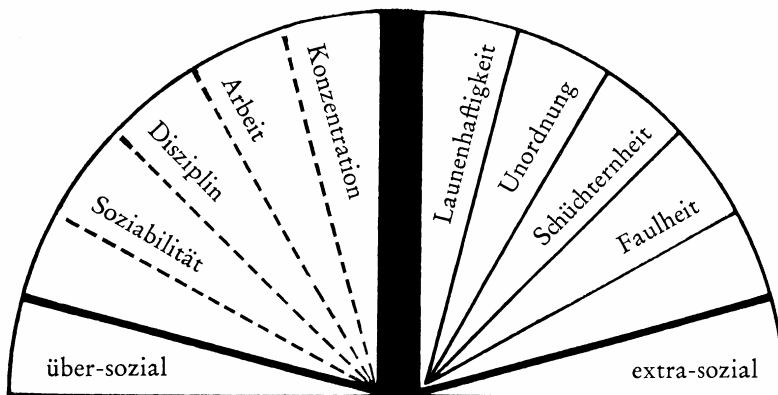 Soziabilität
Disziplin
Arbeit
Konzentration
Launenhaftigkeit
Unordnung
Schüchternheit
Faulheit
über-sozial
extra-sozial